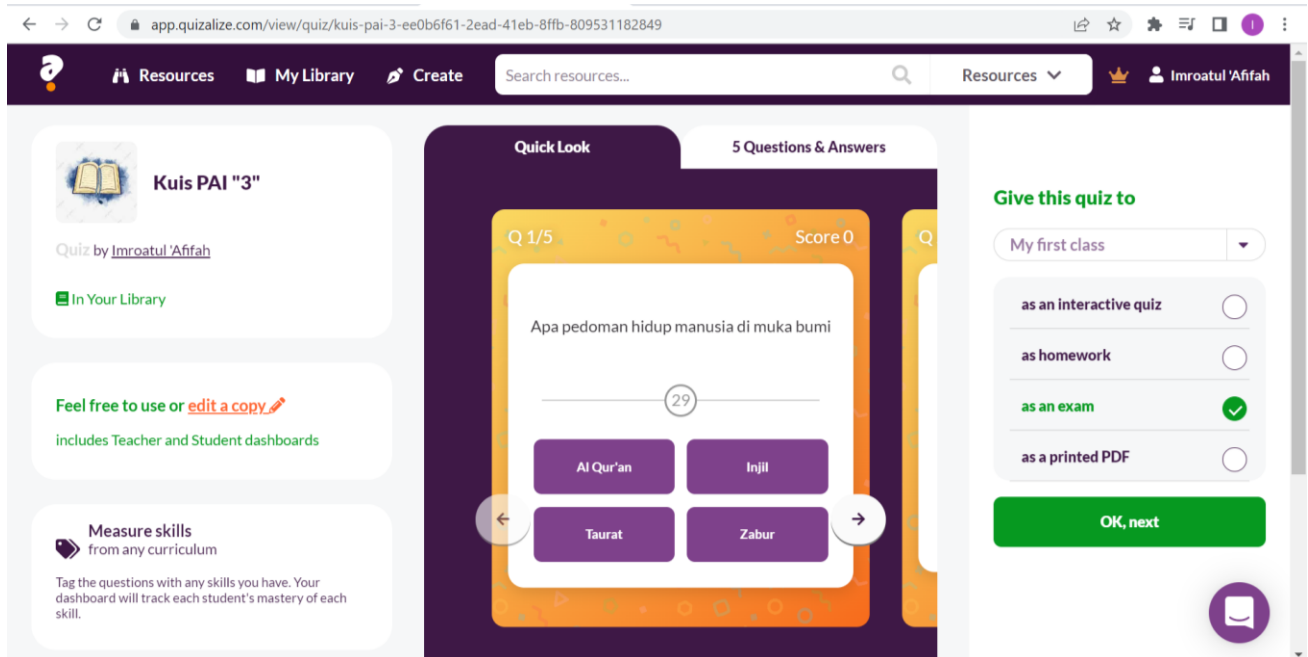 app.quizalize.com/view/quiz/kuis-pai-3-ee0b6f61-2ead-41eb-8ffb-809531182849
I
Resources
My Library
Create
Search resources...
Resources
Imroatul 'Afifah
Kuis PAI "3"
Quiz by Imroatul 'Afifah
In Your Library
Feel free to use or edit a copy
includes Teacher and Student dashboards
Measure skills
from any curriculum
Tag the questions with any skills you have. Your
dashboard will track each student's mastery of each
skill.
Quick Look
5 Questions & Answers
Q 1/5
Score 0
Q
Apa pedoman hidup manusia di muka bumi
29
Al Qur'an
Injil
Taurat
Zabur
Give this quiz to
My first class
as an interactive quiz
as homework
as an exam
as a printed PDF
OK, next